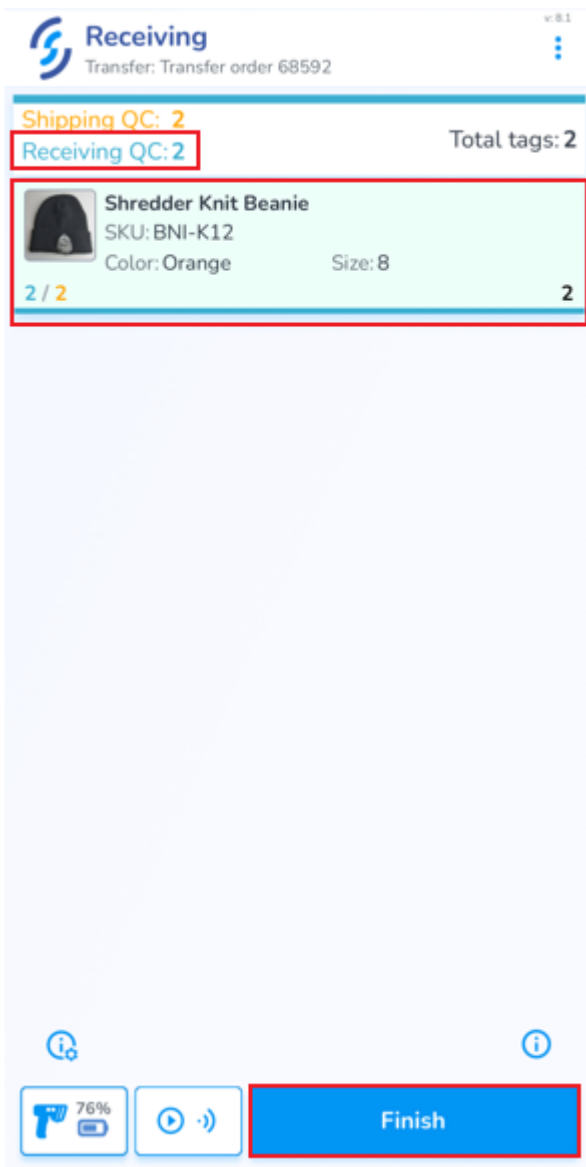 v: 8.1
Receiving
Transfer: Transfer order 68592
Shipping QC: 2
Receiving QC: 2
Total tags: 2
Shredder Knit Beanie
SKU: BNI-K12
Color: Orange Size: 8
2 / 2 2
76%
Finish